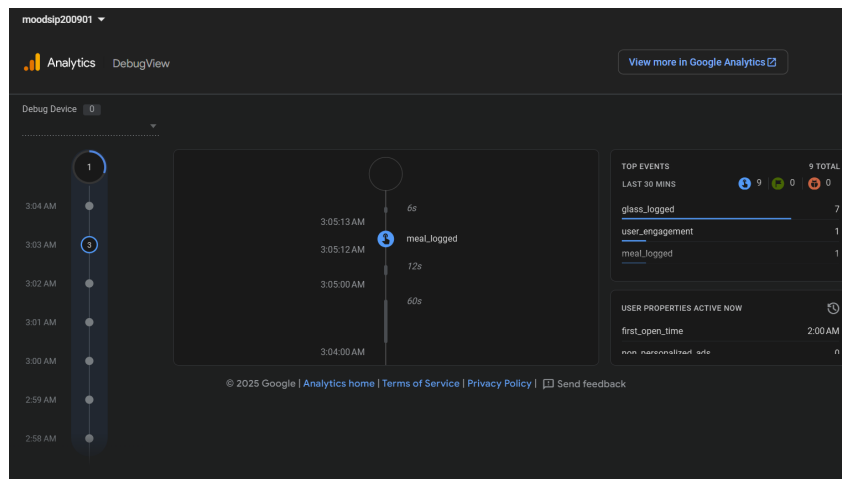 moodsip200901
Analytics DebugView
View more in Google Analytics
Debug Device 0
1
3:04 AM
3:03 AM 3
3:02 AM
3:01 AM
3:00 AM
2:59 AM
2:58 AM
6s
3:05:13 AM
meal_logged
3:05:12 AM
12s
3:05:00 AM
60s
3:04:00 AM
TOP EVENTS 9 TOTAL
LAST 30 MINS 9 0 0
glass_logged 7
user_engagement 1
meal_logged 1
USER PROPERTIES ACTIVE NOW
first_open_time 2:00 AM
non_personalized_ads 0
© 2025 Google | Analytics home | Terms of Service | Privacy Policy | Send feedback